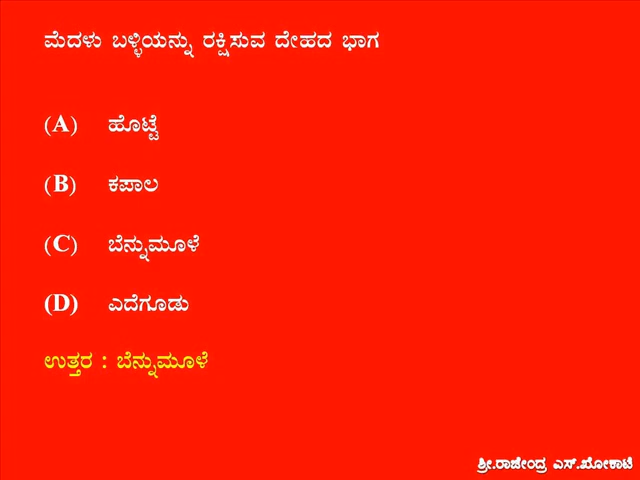 ಮೆದಳು ಬಳ್ಳಿಯನ್ನು ರಕ್ಷಿಸುವ ದೇಹದ ಭಾಗ
(A) ಹೊಟ್ಟೆ
(B) ಕಪಾಲ
(C) ಬೆನ್ನುಮೂಳೆ
(D) ಎದೆಗೂಡು
ಉತ್ತರ : ಬೆನ್ನುಮೂಳೆ
ಶ್ರೀ.ರಾಜೇಂದ್ರ ಎಸ್.ಖೋಕಾಟಿ